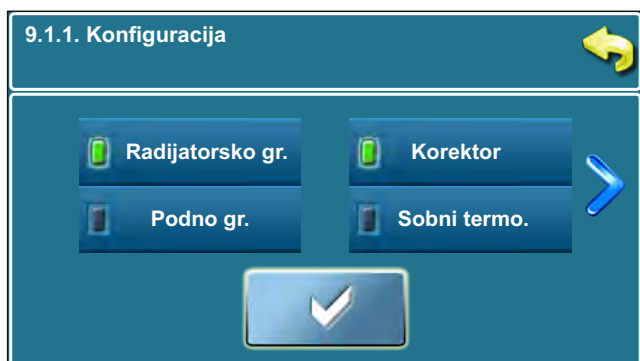 9.1.1. Konfiguracija
Radijatorsko gr.
Korektor
Podno gr.
Sobni termo.